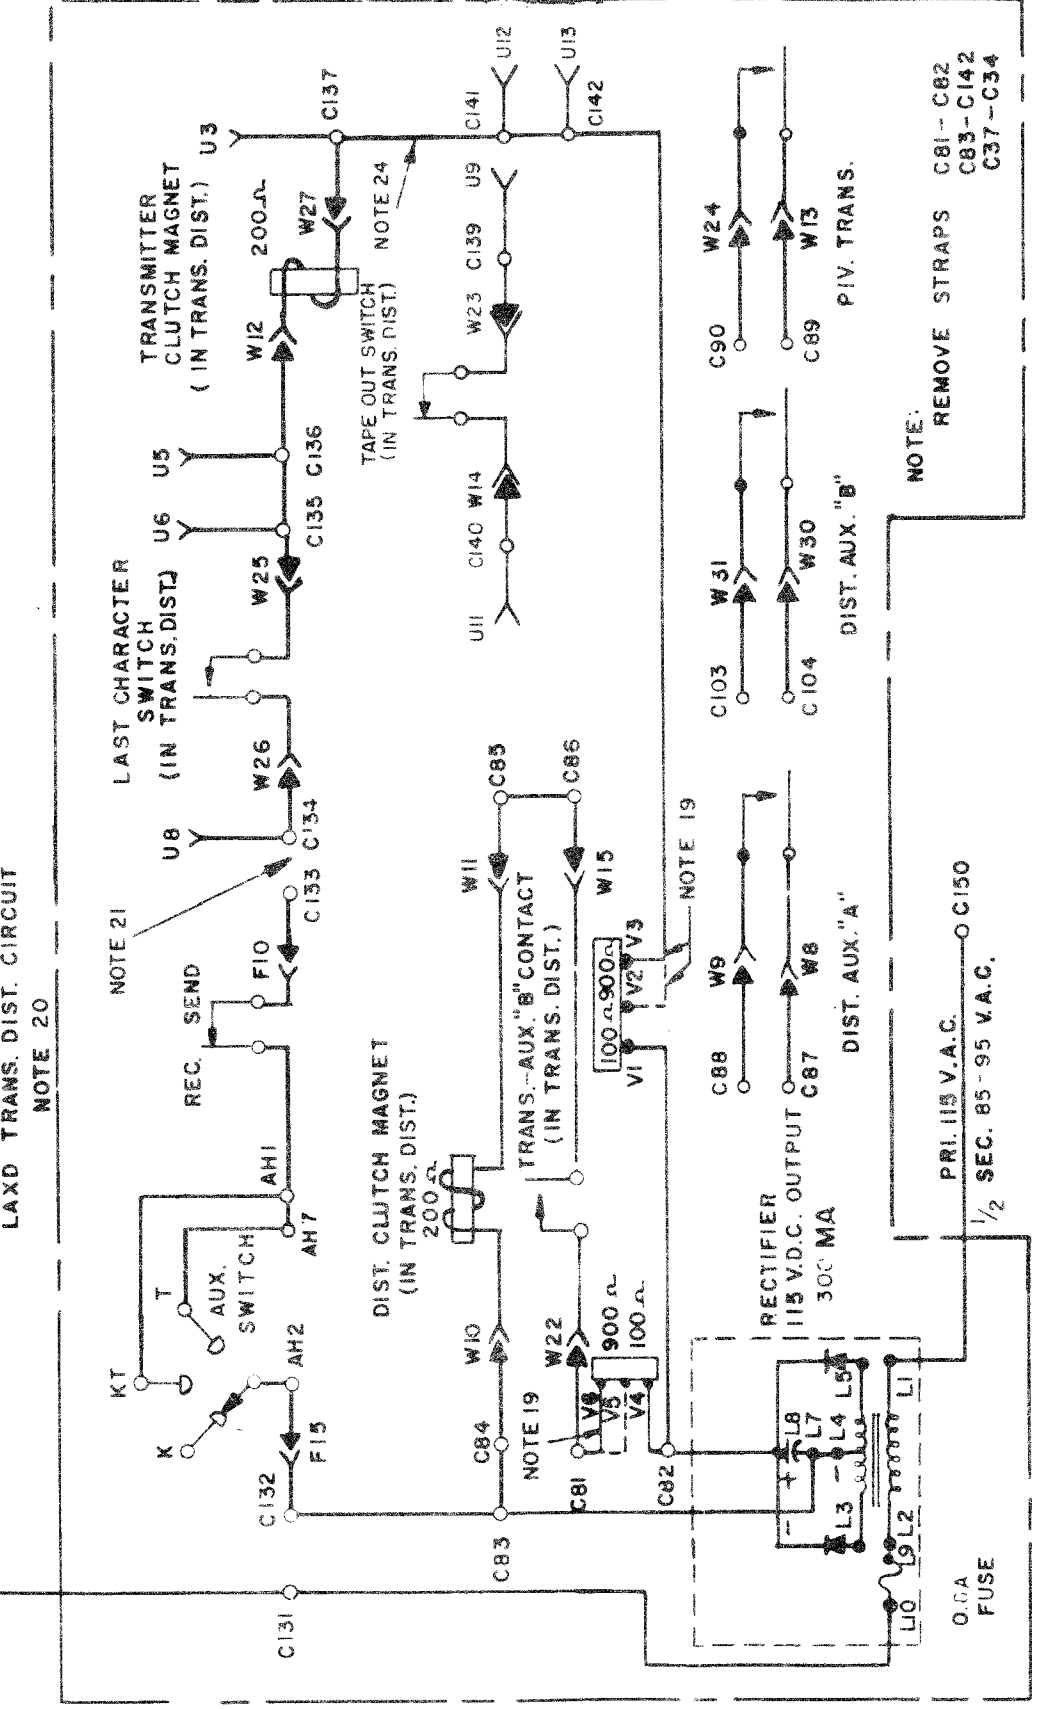 LAXD TRANS. DIST. CIRCUIT
NOTE 20
C131
C132
F15
AH2
K
KT
T
AUX.
SWITCH
AH7
AH1
REC. SEND
F10
C133
NOTE 21
U8
C134
W26
LAST CHARACTER
SWITCH
(IN TRANS. DIST.)
W25
U6
U5
C135
C136
W12
TRANSMITTER
CLUTCH MAGNET
(IN TRANS. DIST.)
200Ω
W27
U3
C137
NOTE 24
TAPE OUT SWITCH
(IN TRANS. DIST.)
U11
C140
W14
W23
C139
U9
C141
U12
U13
C142
DIST. CLUTCH MAGNET
(IN TRANS. DIST.)
200Ω
C83
C84
W10
W11
C85
TRANS.-AUX. "B" CONTACT
(IN TRANS. DIST.)
C86
W15
NOTE 19
C81
W22
V6
V5
V4
900Ω
100Ω
C82
V1
V2
V3
100Ω
900Ω
NOTE 19
RECTIFIER
115 V.D.C. OUTPUT
300 MA
L10
L9
L2
L3
L4
L7
L8
L5
L1
-
+
-
0.6A
FUSE
PRI. 115 V.A.C.
1/2 SEC. 85-95 V.A.C.
C150
C88
W9
C87
W8
DIST. AUX. "A"
C103
W31
C104
W30
DIST. AUX. "B"
C90
W24
C89
W13
PIV. TRANS.
NOTE:
REMOVE STRAPS C81-C82
C83-C142
C37-C34